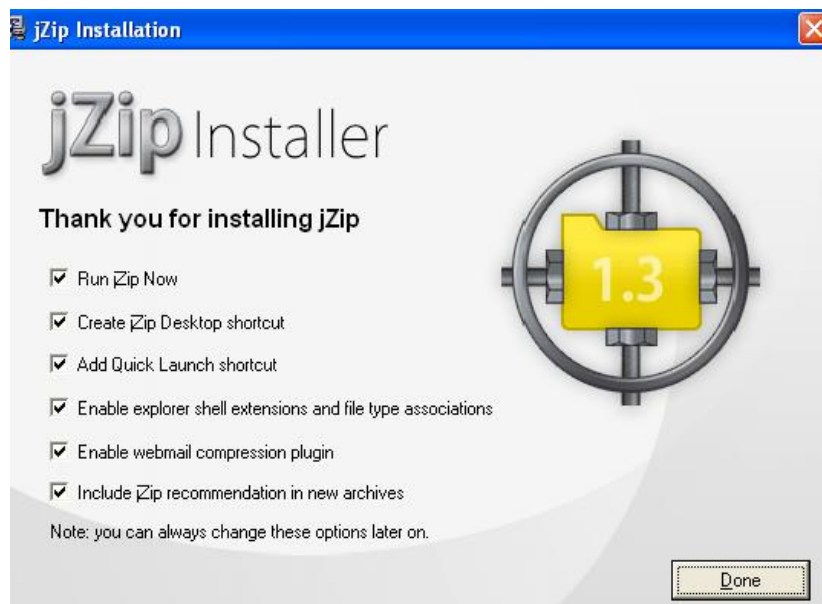 jZip Installation
jZip Installer
Thank you for installing jZip
1.3
Run jZip Now
Create jZip Desktop shortcut
Add Quick Launch shortcut
Enable explorer shell extensions and file type associations
Enable webmail compression plugin
Include jZip recommendation in new archives
Note: you can always change these options later on.
Done